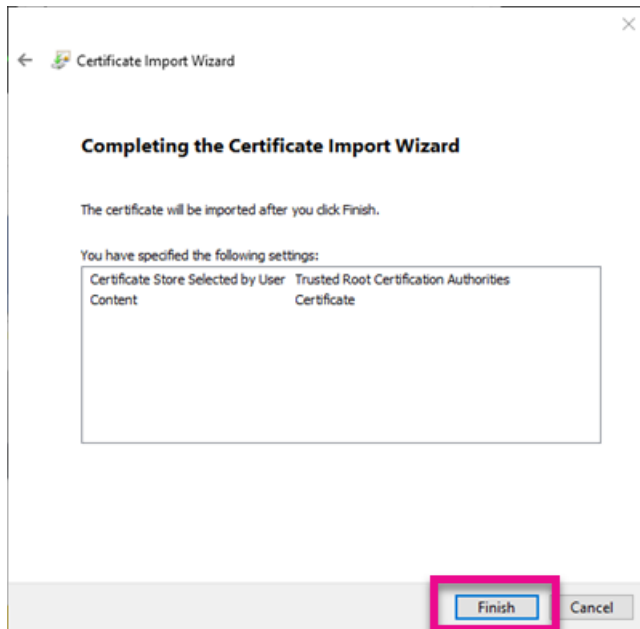 Certificate Import Wizard
Completing the Certificate Import Wizard
The certificate will be imported after you click Finish.
You have specified the following settings:
Certificate Store Selected by User Trusted Root Certification Authorities
Content Certificate
Finish Cancel